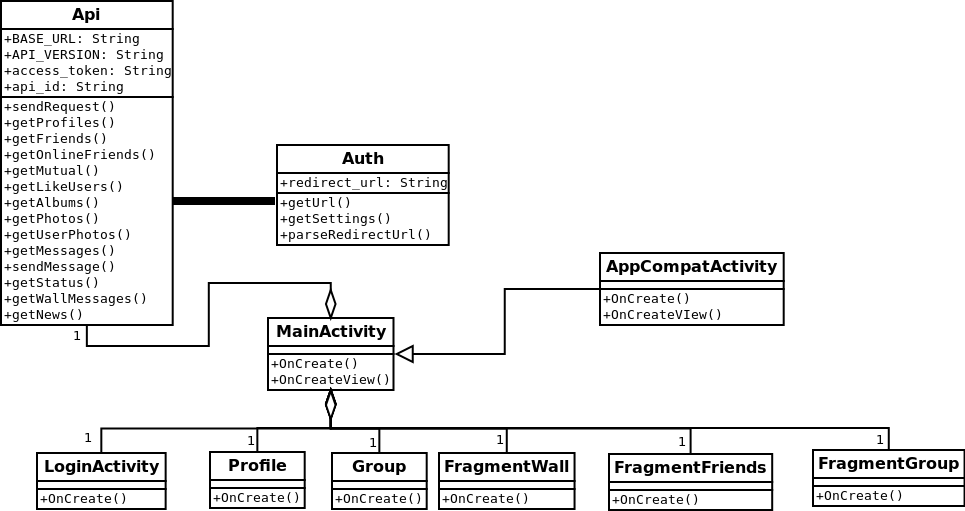 Api
+BASE_URL: String
+API_VERSION: String
+access_token: String
+api_id: String
+sendRequest()
+getProfiles()
+getFriends()
+getOnlineFriends()
+getMutual()
+getLikeUsers()
+getAlbums()
+getPhotos()
+getUserPhotos()
+getMessages()
+sendMessage()
+getStatus()
+getWallMessages()
+getNews()
1
Auth
+redirect_url: String
+getUrl()
+getSettings()
+parseRedirectUrl()
AppCompatActivity
+OnCreate()
+OnCreateVIew()
MainActivity
+OnCreate()
+OnCreateView()
1
LoginActivity
+OnCreate()
1
Profile
+OnCreate()
1
Group
+OnCreate()
1
FragmentWall
+OnCreate()
1
FragmentFriends
+OnCreate()
1
FragmentGroup
+OnCreate()